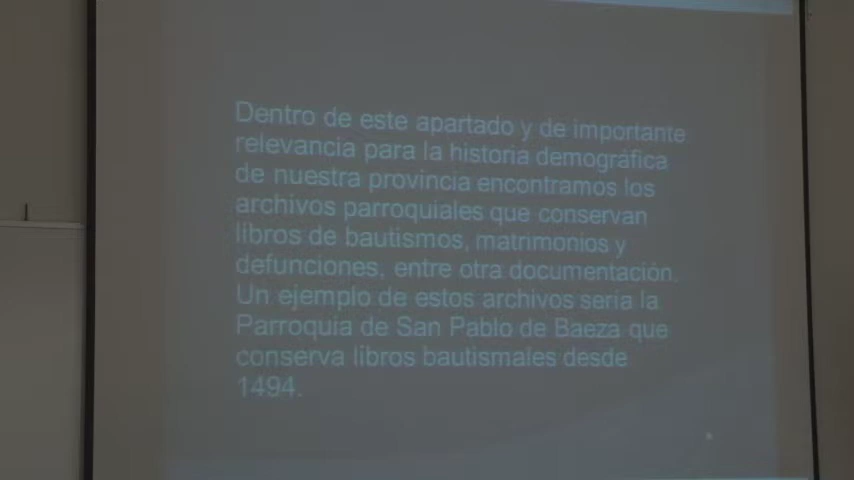 Dentro de este apartado y de importante
relevancia para la historia demográfica
de nuestra provincia encontramos los
archivos parroquiales que conservan
libros de bautismos, matrimonios y
defunciones, entre otra documentación.
Un ejemplo de estos archivos sería la
Parroquia de San Pablo de Baeza que
conserva libros bautismales desde
1494.